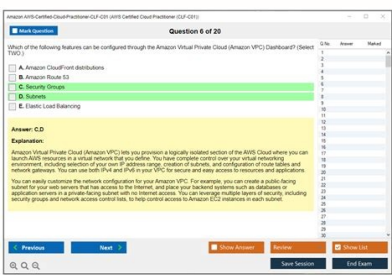 Amazon AWS-Certified-Cloud-Practitioner-CLF-C01 (AWS Certified Cloud Practitioner (CLF-C01))
Mark Question
Question 6 of 20
Which of the following features can be configured through the Amazon Virtual Private Cloud (Amazon VPC) Dashboard? (Select
TWO.)
A. Amazon CloudFront distributions
B. Amazon Route 53
C. Security Groups
D. Subnets
E. Elastic Load Balancing
Answer: C,D
Explanation:
Amazon Virtual Private Cloud (Amazon VPC) lets you provision a logically isolated section of the AWS Cloud where you can
launch AWS resources in a virtual network that you define. You have complete control over your virtual networking
environment, including selection of your own IP address range, creation of subnets, and configuration of route tables and
network gateways. You can use both IPv4 and IPv6 in your VPC for secure and easy access to resources and applications.
You can easily customize the network configuration for your Amazon VPC. For example, you can create a public-facing
subnet for your web servers that has access to the Internet, and place your backend systems such as databases or
application servers in a private-facing subnet with no Internet access. You can leverage multiple layers of security, including
security groups and network access control lists, to help control access to Amazon EC2 instances in each subnet.
Q No. Answer Marked
1
2
3
4
5
6
7
8
9
10
11
12
13
14
15
16
17
18
19
20
21
22
23
24
25
26
27
28
29
30
Previous
Next
Show Answer
Review
Show List
Save Session
End Exam